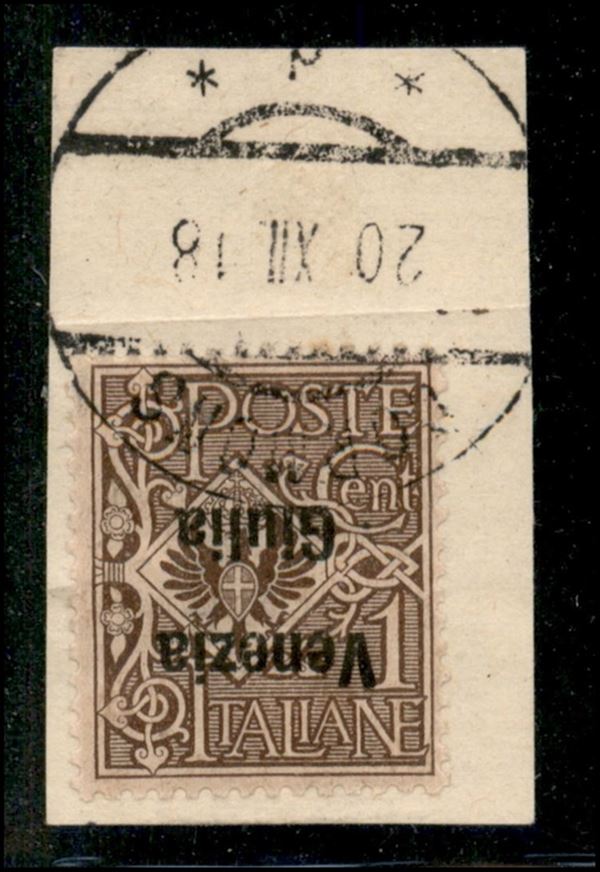 d
20 XII. 18
POSTE
Cent
1
ITALIANE
Venezia
Giulia